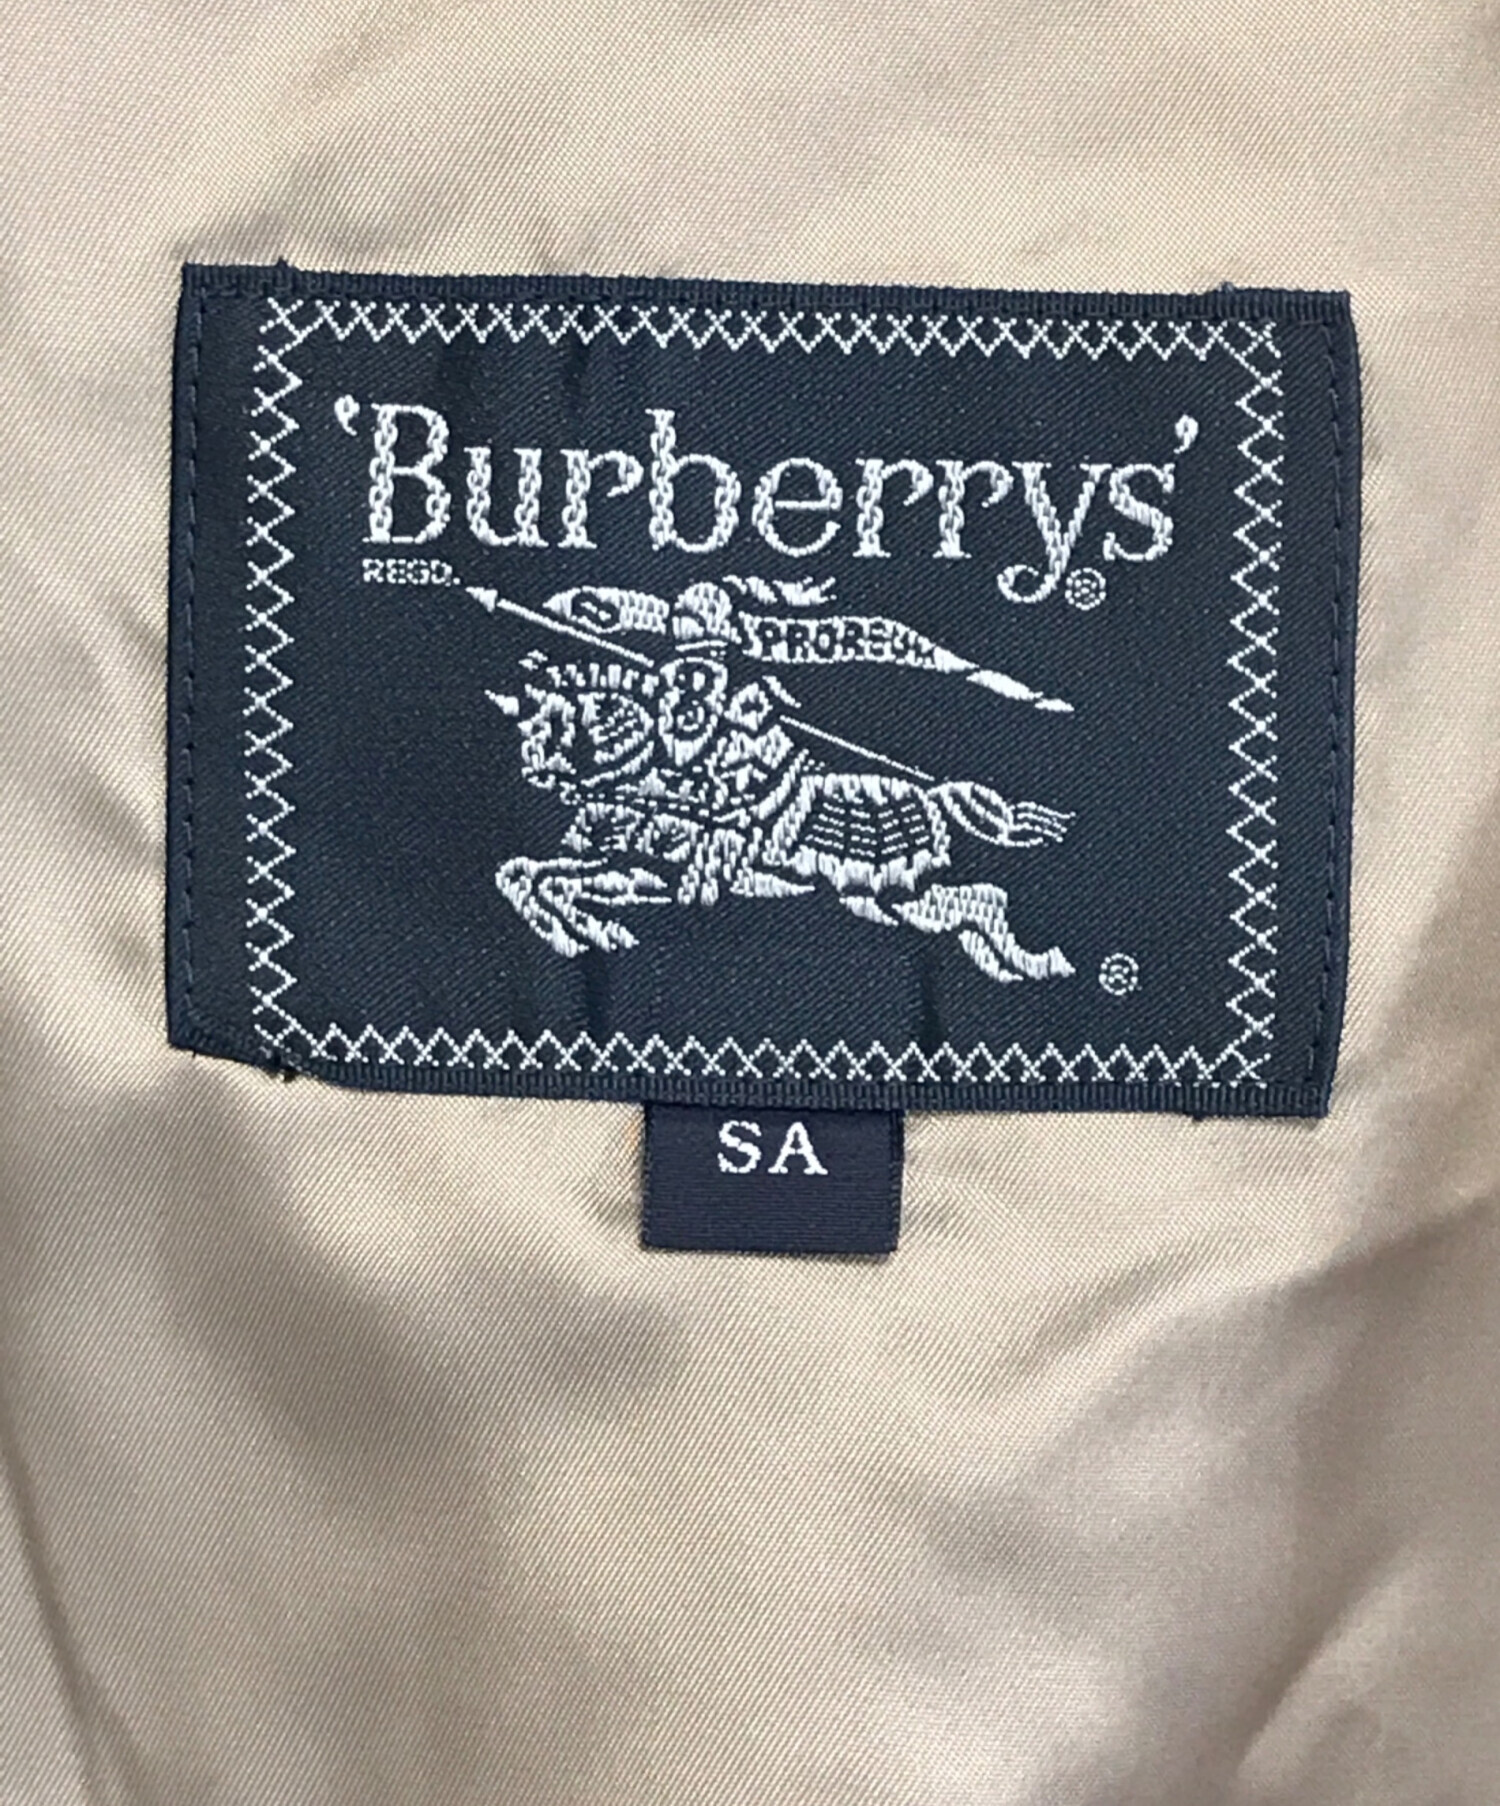 'Burberrys'
REGD. ®
PRORSUM
B
®
SA